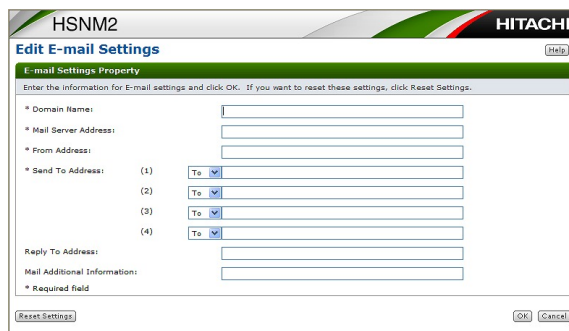 HSNM2
HITACHI
Edit E-mail Settings
Help
E-mail Settings Property
Enter the information for E-mail settings and click OK. If you want to reset these settings, click Reset Settings.
* Domain Name:
* Mail Server Address:
* From Address:
* Send To Address: (1) To
(2) To
(3) To
(4) To
Reply To Address:
Mail Additional Information:
* Required field
Reset Settings OK Cancel